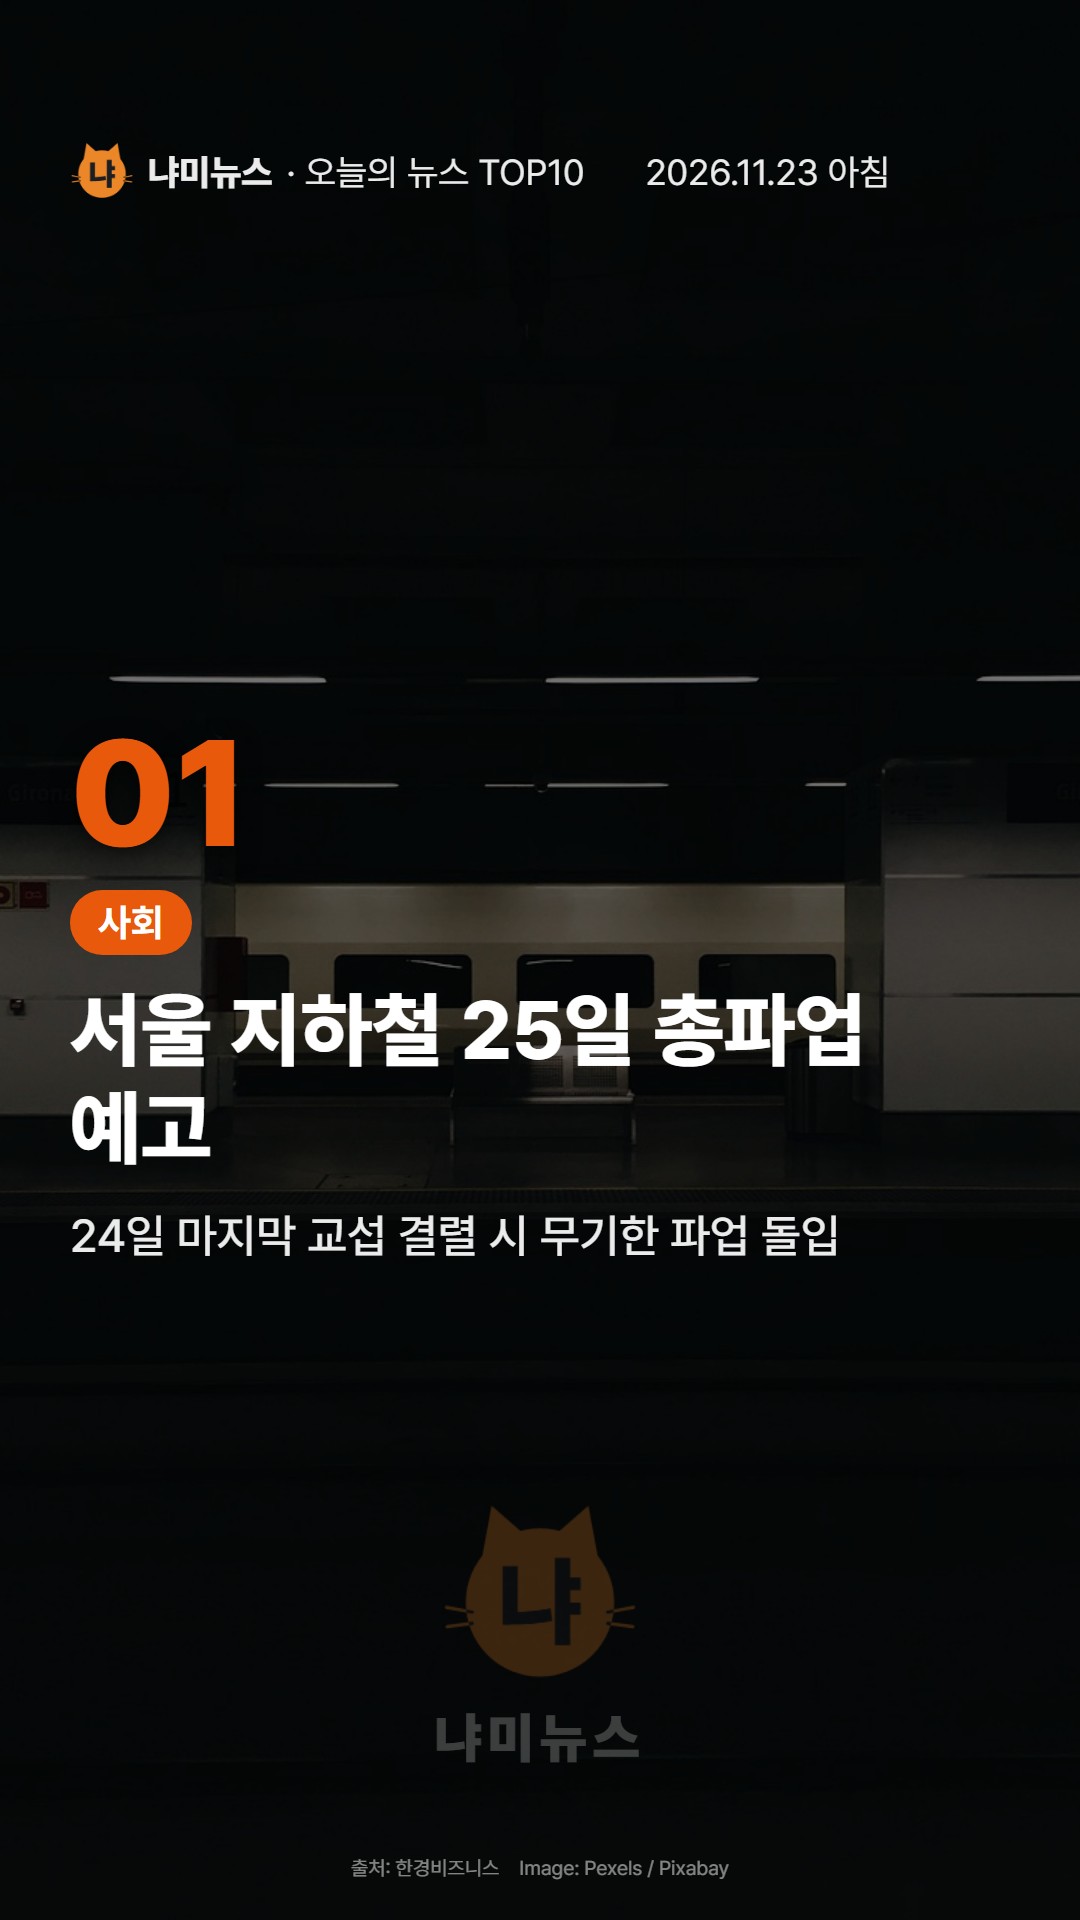 냐 냐미뉴스 · 오늘의 뉴스 TOP10 2026.11.23 아침
01
사회
서울 지하철 25일 총파업
예고
24일 마지막 교섭 결렬 시 무기한 파업 돌입
냐
냐미뉴스
출처: 한경비즈니스 Image: Pexels / Pixabay